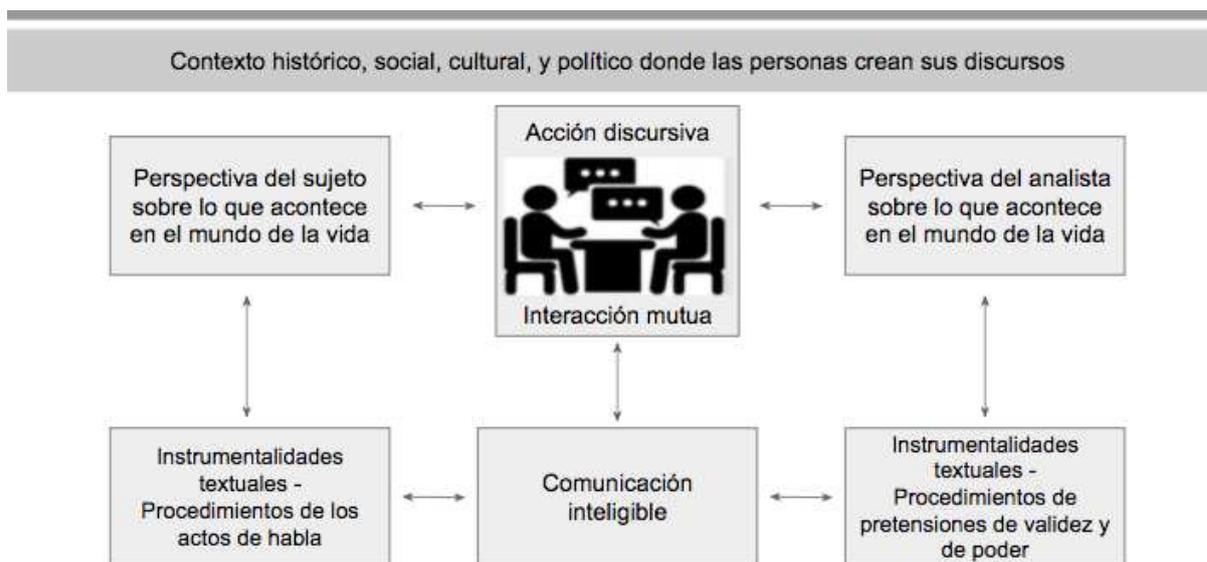 Contexto histórico, social, cultural, y político donde las personas crean sus discursos
Acción discursiva
Perspectiva del sujeto
sobre lo que acontece
en el mundo de la vida
Perspectiva del analista
sobre lo que acontece
en el mundo de la vida
Interacción mutua
Instrumentalidades
textuales -
Procedimientos de los
actos de habla
Comunicación
inteligible
Instrumentalidades
textuales -
Procedimientos de
pretensiones de validez y
de poder